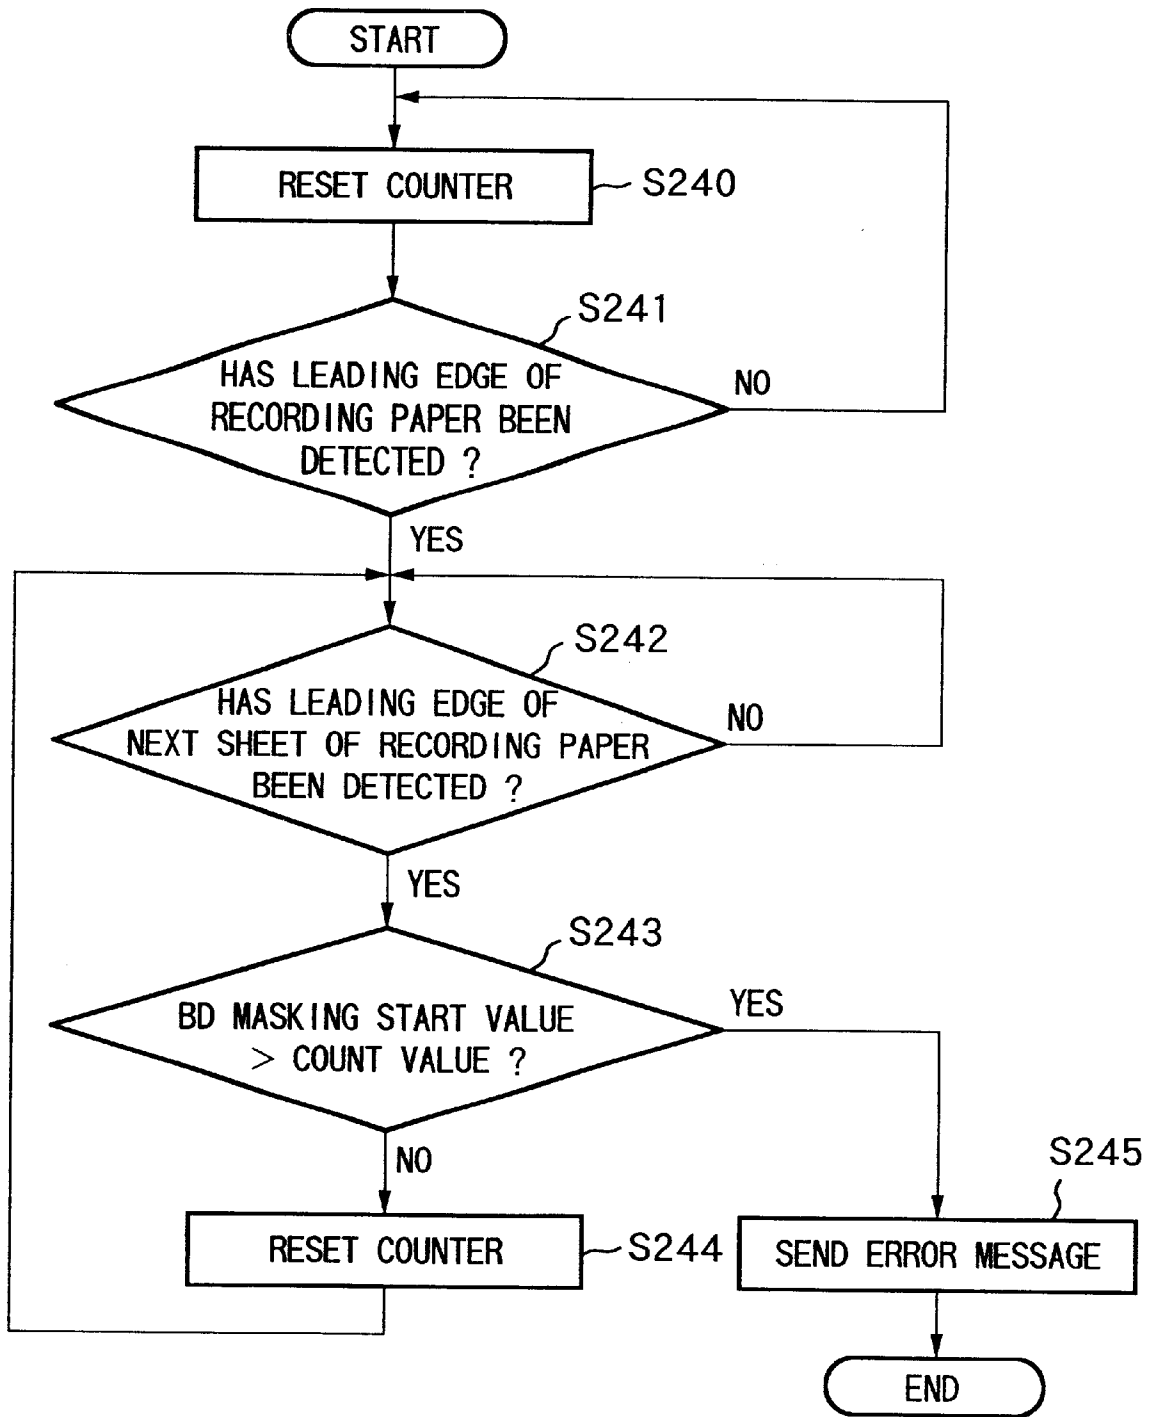 START
RESET COUNTER
S240
S241
HAS LEADING EDGE OF
RECORDING PAPER BEEN
DETECTED ?
NO
YES
S242
HAS LEADING EDGE OF
NEXT SHEET OF RECORDING PAPER
BEEN DETECTED ?
NO
YES
S243
BD MASKING START VALUE
> COUNT VALUE ?
YES
NO
RESET COUNTER
S244
S245
SEND ERROR MESSAGE
END